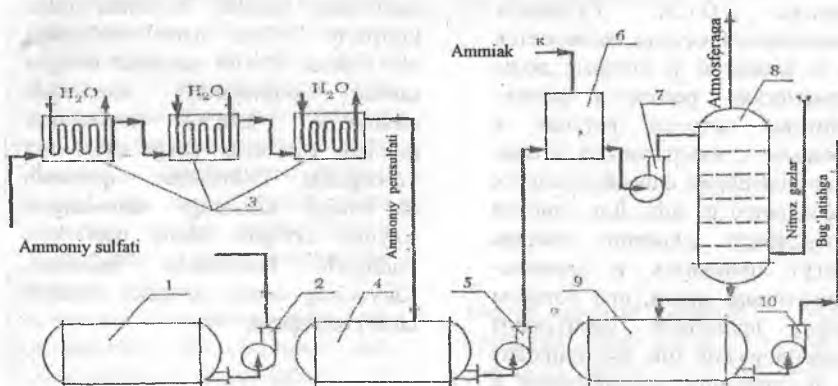 H₂O
H₂O
H₂O
3
Ammoniy sulfati
Ammoniy peresulfati
Ammiak
к
6
7
Atmosferaga
8
Nitroz gazlar
Bug'latishga
1
2
4
5
9
10